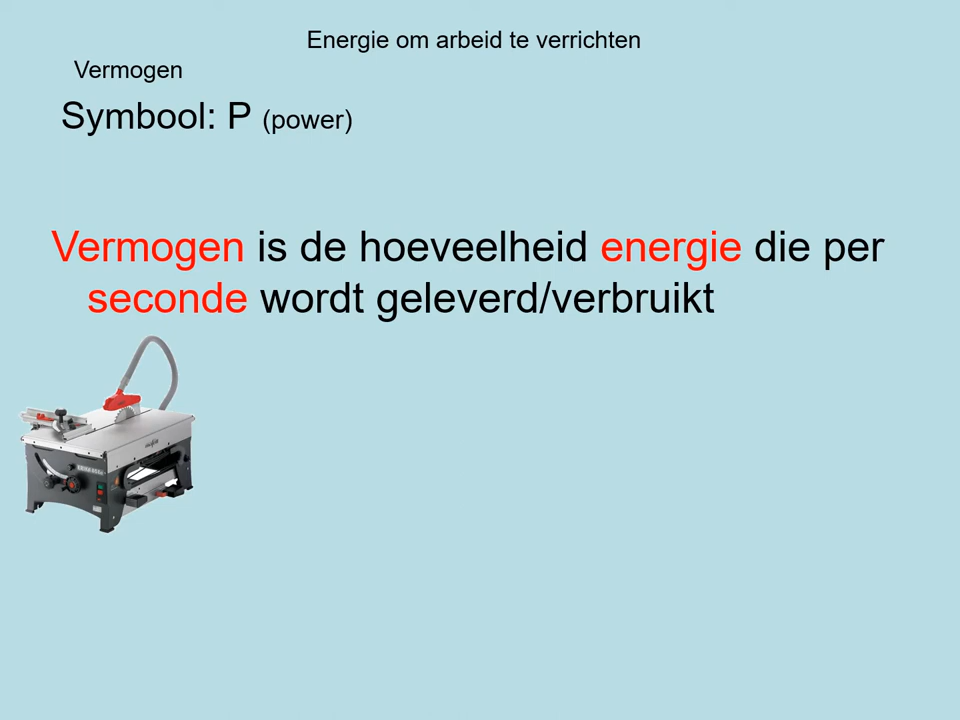 Energie om arbeid te verrichten
Vermogen
Symbool: P (power)
Vermogen is de hoeveelheid energie die per
seconde wordt geleverd/verbruikt